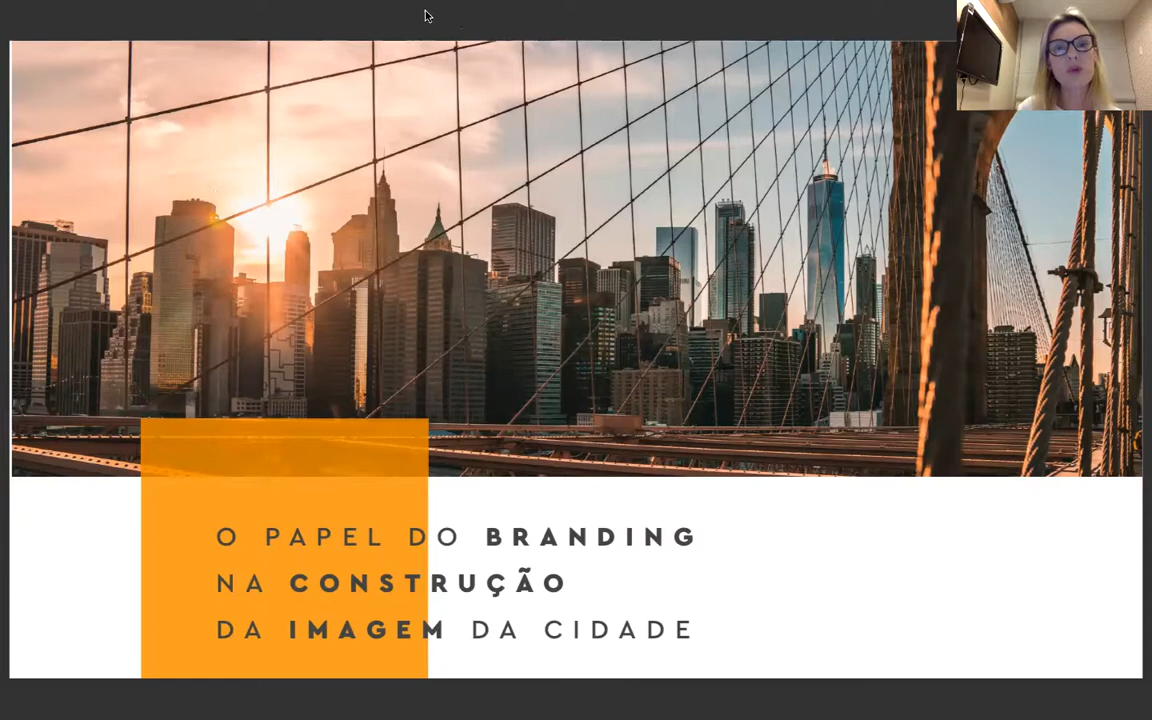 O PAPEL DO BRANDING
NA CONSTRUÇÃO
DA IMAGEM DA CIDADE